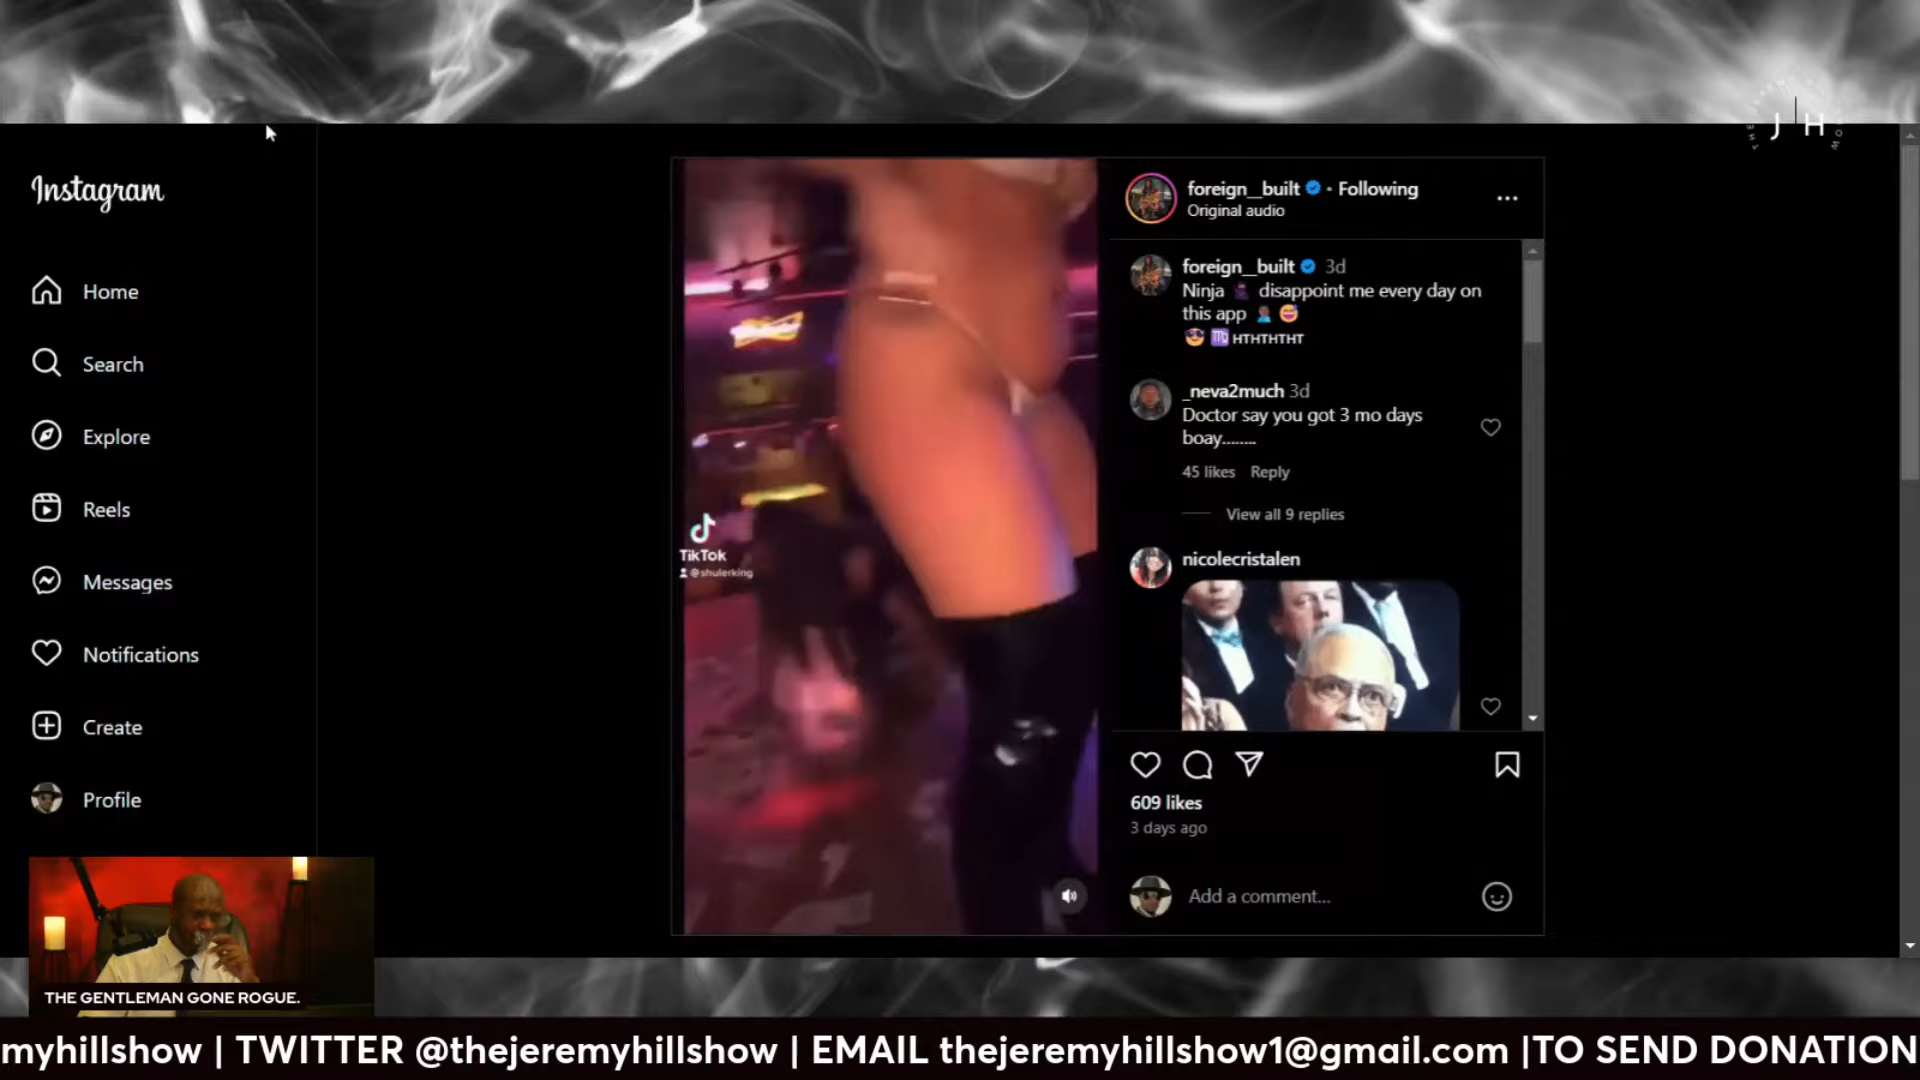 J H
Instagram
Home
Search
Explore
Reels
Messages
Notifications
Create
Profile
TikTok
@shulerking
foreign__built • Following
Original audio
foreign__built 3d
Ninja 🥷🏿 disappoint me every day on
this app 🤦🏾‍♂️😅
😎♍ HTHTHTHT
_neva2much 3d
Doctor say you got 3 mo days
boay........
45 likes Reply
View all 9 replies
nicolecristalen
609 likes
3 days ago
Add a comment...
THE GENTLEMAN GONE ROGUE.
myhillshow | TWITTER @thejeremyhillshow | EMAIL thejeremyhillshow1@gmail.com |TO SEND DONATION